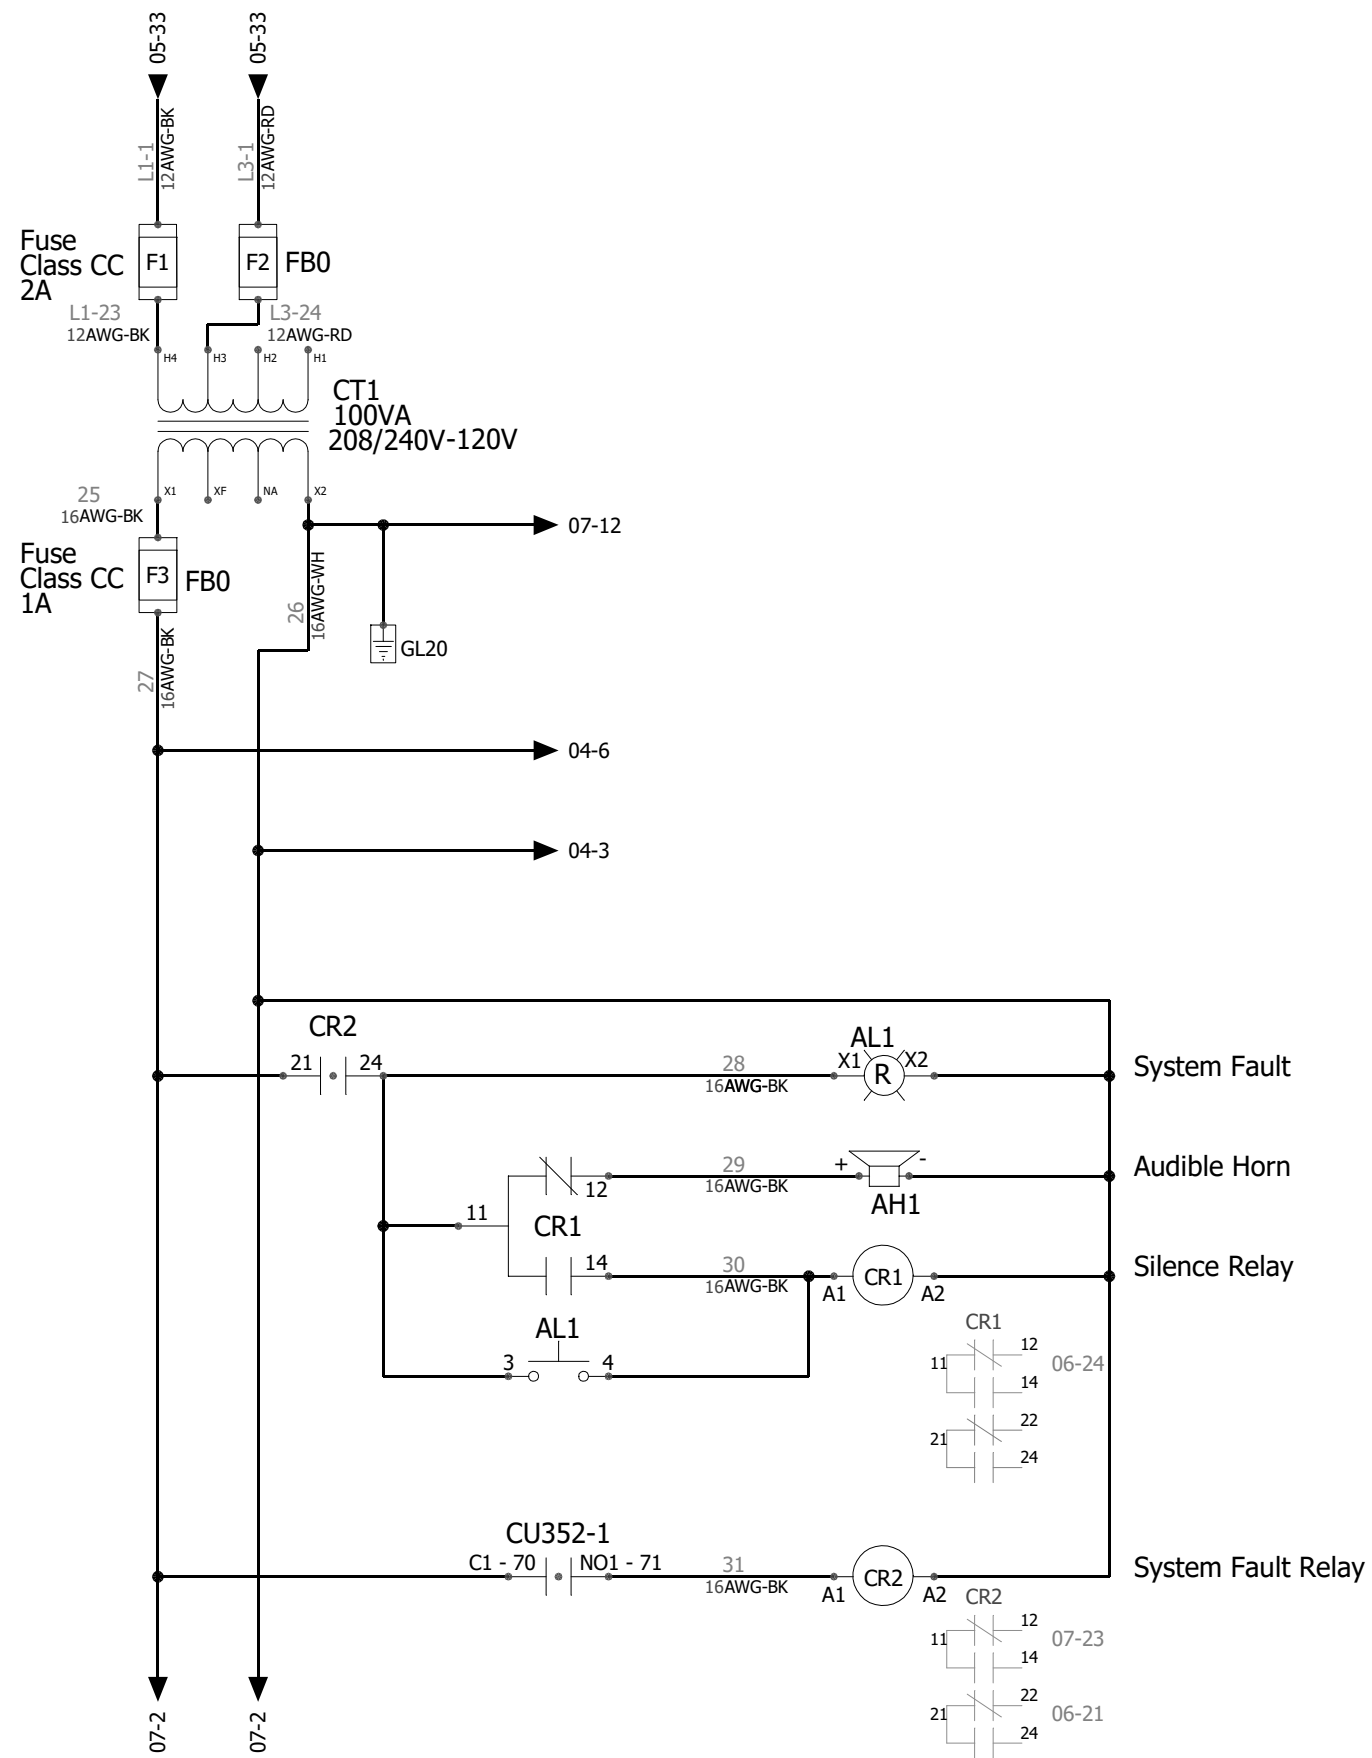 05-33
05-33
L1-1
12AWG-BK
L3-1
12AWG-RD
Fuse
Class CC
2A
F1
F2
FB0
L1-23
12AWG-BK
L3-24
12AWG-RD
H4
H3
H2
H1
CT1
100VA
208/240V-120V
X1
XF
NA
X2
25
16AWG-BK
07-12
Fuse
Class CC
1A
F3
FB0
26
16AWG-WH
GL20
27
16AWG-BK
04-6
04-3
CR2
21
24
28
16AWG-BK
AL1
X1
X2
R
System Fault
11
12
CR1
14
29
16AWG-BK
+
-
AH1
Audible Horn
30
16AWG-BK
A1
CR1
A2
Silence Relay
AL1
3
4
CR1
11
12
14
06-24
21
22
24
CU352-1
C1 - 70
NO1 - 71
31
16AWG-BK
A1
CR2
A2
System Fault Relay
CR2
11
12
14
07-23
21
22
24
06-21
07-2
07-2